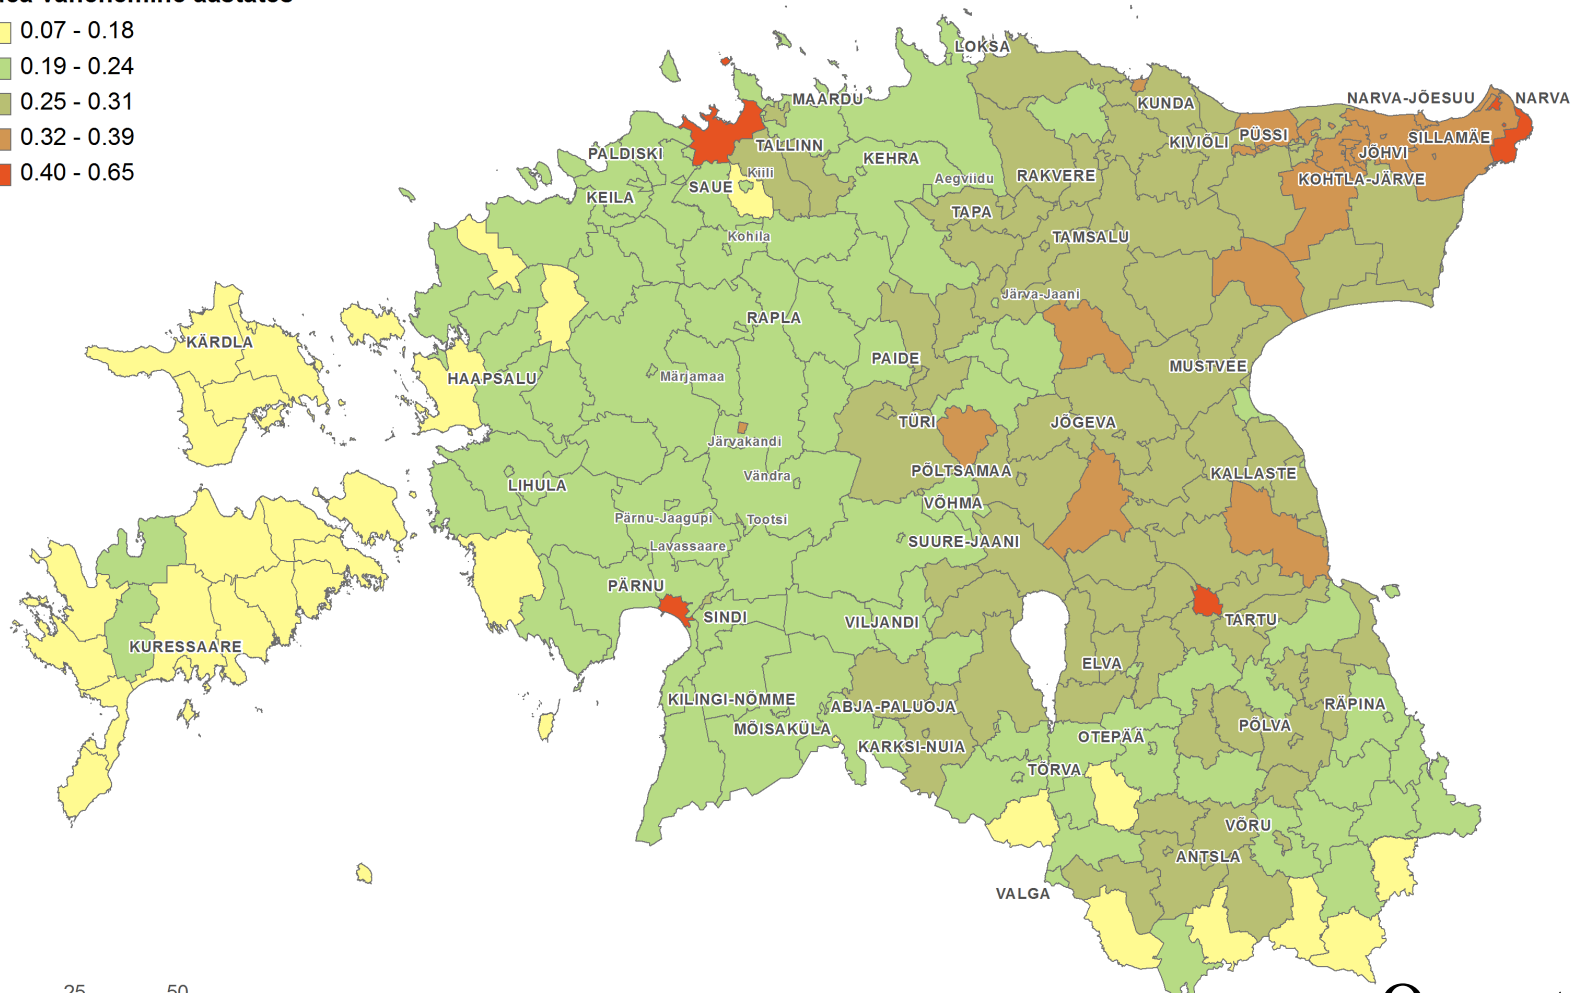 0.07 - 0.18
0.19 - 0.24
0.25 - 0.31
0.32 - 0.39
0.40 - 0.65
LOKSA
MAARDU
KUNDA
NARVA-JÕESUU
NARVA
TALLINN
PALDISKI
KEHRA
KIVIÕLI
PÜSSI
SILLAMÄE
JÕHVI
Kiili
SAUE
KEILA
Aegviidu
RAKVERE
KOHTLA-JÄRVE
TAPA
Kohila
TAMSALU
Järva-Jaani
RAPLA
KÄRDLA
PAIDE
MUSTVEE
HAAPSALU
Märjamaa
TÜRI
JÕGEVA
Järvakandi
PÕLTSAMAA
KALLASTE
Vändra
LIHULA
VÕHMA
Pärnu-Jaagupi
Tootsi
SUURE-JAANI
Lavassaare
PÄRNU
SINDI
VILJANDI
TARTU
KURESSAARE
ELVA
KILINGI-NÕMME
ABJA-PALUOJA
RÄPINA
MÕISAKÜLA
PÕLVA
KARKSI-NUIA
OTEPÄÄ
TÕRVA
VÕRU
ANTSLA
VALGA
25 50